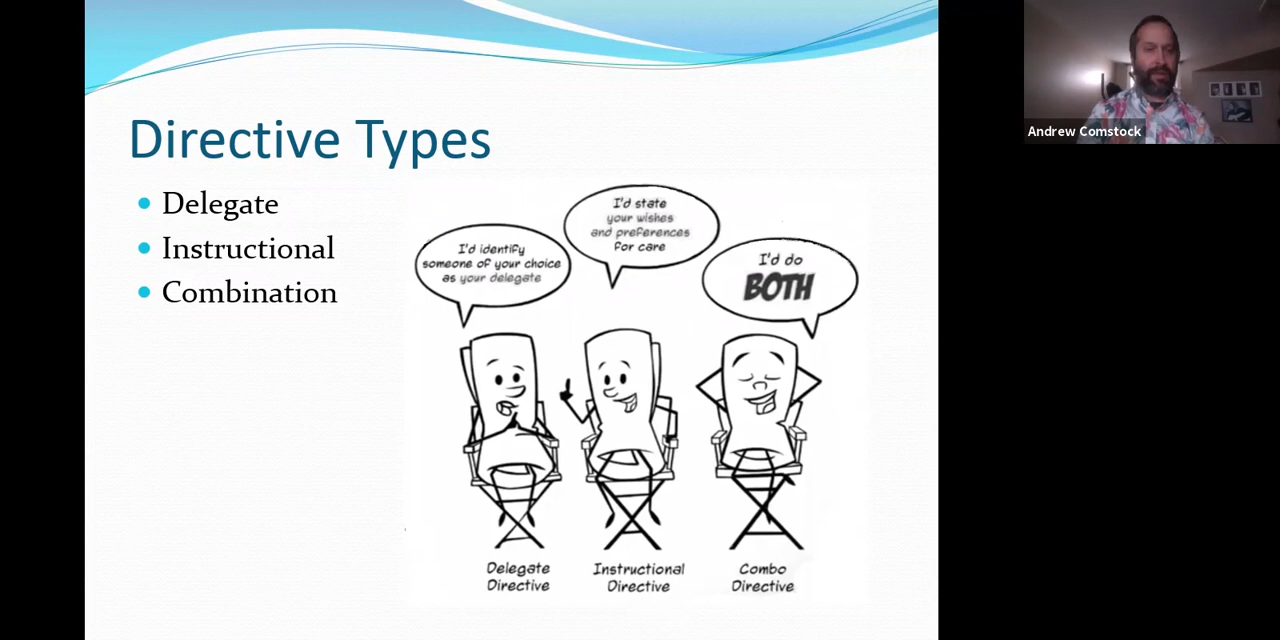 Directive Types
Delegate
Instructional
Combination
I'd identify
someone of your choice
as your delegate
I'd state
your wishes
and preferences
for care
I'd do
BOTH
Delegate
Directive
Instructional
Directive
Combo
Directive
Andrew Comstock